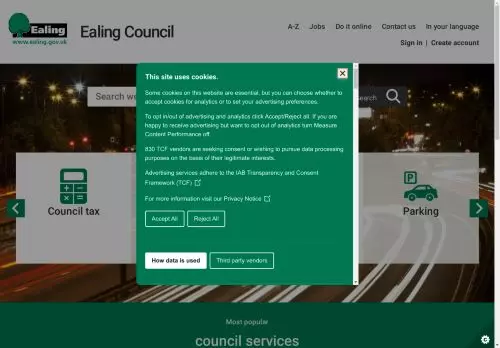 Ealing
www.ealing.gov.uk
Ealing Council
A-Z Jobs Do it online Contact us In your language
Sign in | Create account
This site uses cookies.
Some cookies on this website are essential, but you can choose whether to
accept cookies for analytics or to set your advertising preferences.
To opt in/out of advertising and analytics click Accept/Reject all. If you are
happy to receive advertising but want to opt out of analytics turn Measure
Content Performance off.
830 TCF vendors are seeking consent or wishing to pursue data processing
purposes on the basis of their legitimate interests.
Advertising services adhere to the IAB Transparency and Consent
Framework (TCF)
For more information visit our Privacy Notice
Accept All Reject All
How data is used Third party vendors
Search
Council tax
Parking
Most popular
council services